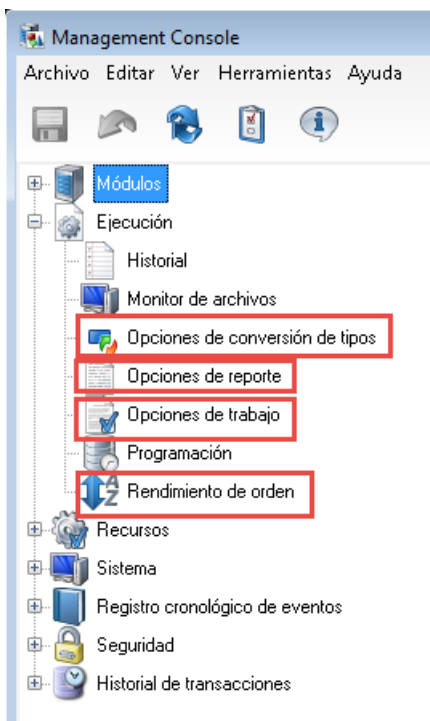 Management Console
Archivo Editar Ver Herramientas Ayuda
Módulos
Ejecución
Historial
Monitor de archivos
Opciones de conversión de tipos
Opciones de reporte
Opciones de trabajo
Programación
Rendimiento de orden
Recursos
Sistema
Registro cronológico de eventos
Seguridad
Historial de transacciones